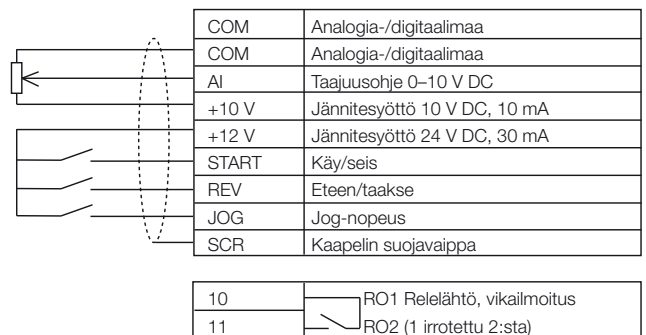 COM Analogia-/digitaalimaa
COM Analogia-/digitaalimaa
AI Taajuusohje 0–10 V DC
+10 V Jännitesyöttö 10 V DC, 10 mA
+12 V Jännitesyöttö 24 V DC, 30 mA
START Käy/seis
REV Eteen/taakse
JOG Jog-nopeus
SCR Kaapelin suojavaippa
10 RO1 Relelähtö, vikailmoitus
11 RO2 (1 irrotettu 2:sta)